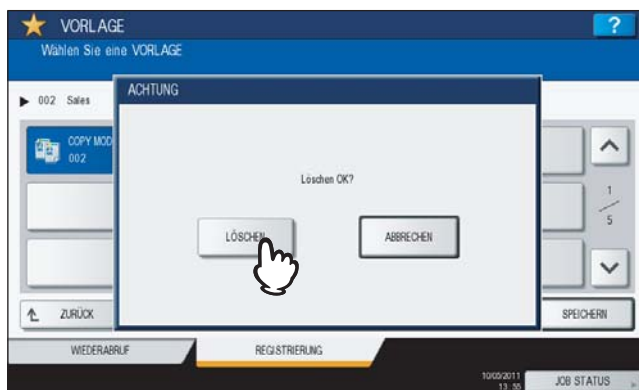 VORLAGE
?
Wählen Sie eine VORLAGE
ACHTUNG
002 Sales
COPY MOD
002
Löschen OK?
LÖSCHEN
ABBRECHEN
1
5
ZURÜCK
SPEICHERN
WIEDERABRUF
REGISTRIERUNG
10/05/2011
13:55
JOB STATUS